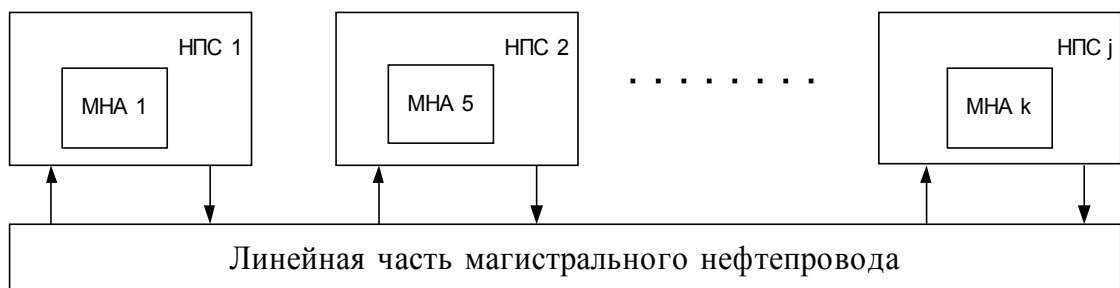 НПС 1
МНА 1
НПС 2
МНА 5
. . . . . . . .
НПС j
МНА k
Линейная часть магистрального нефтепровода